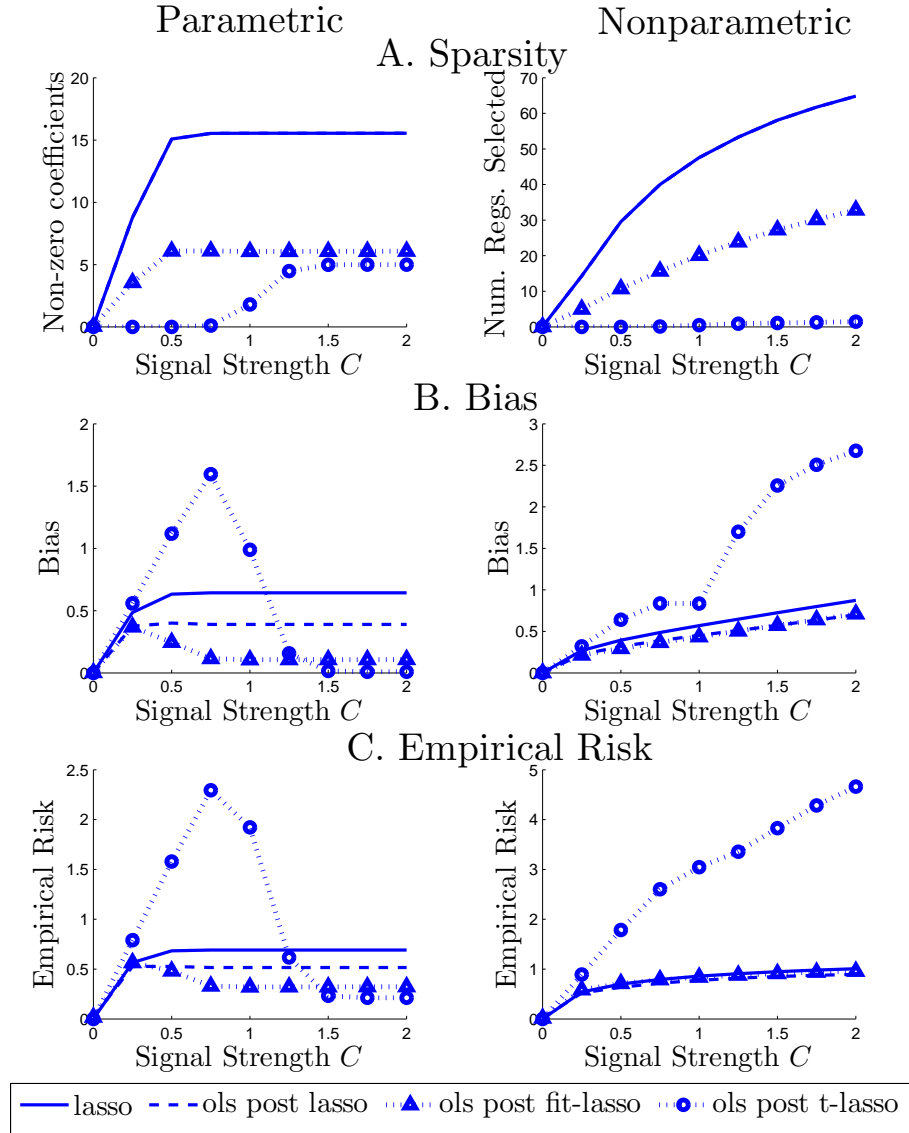 Parametric
Nonparametric
A. Sparsity
20
15
10
5
0
0 0.5 1 1.5 2
Non-zero coefficients
Signal Strength C
70
60
50
40
30
20
10
0
0 0.5 1 1.5 2
Num. Regs. Selected
Signal Strength C
B. Bias
2
1.5
1
0.5
0
0 0.5 1 1.5 2
Bias
Signal Strength C
3
2.5
2
1.5
1
0.5
0
0 0.5 1 1.5 2
Bias
Signal Strength C
C. Empirical Risk
2.5
2
1.5
1
0.5
0
0 0.5 1 1.5 2
Empirical Risk
Signal Strength C
5
4
3
2
1
0
0 0.5 1 1.5 2
Empirical Risk
Signal Strength C
lasso ols post lasso ols post fit-lasso ols post t-lasso